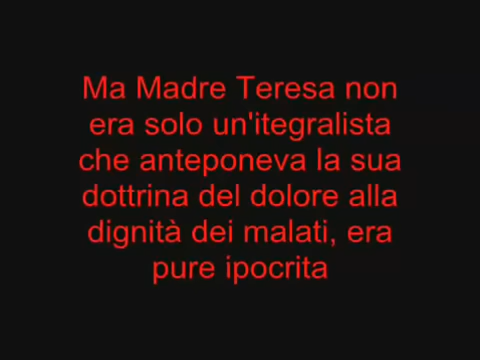 Ma Madre Teresa non
era solo un'itegralista
che anteponeva la sua
dottrina del dolore alla
dignità dei malati, era
pure ipocrita